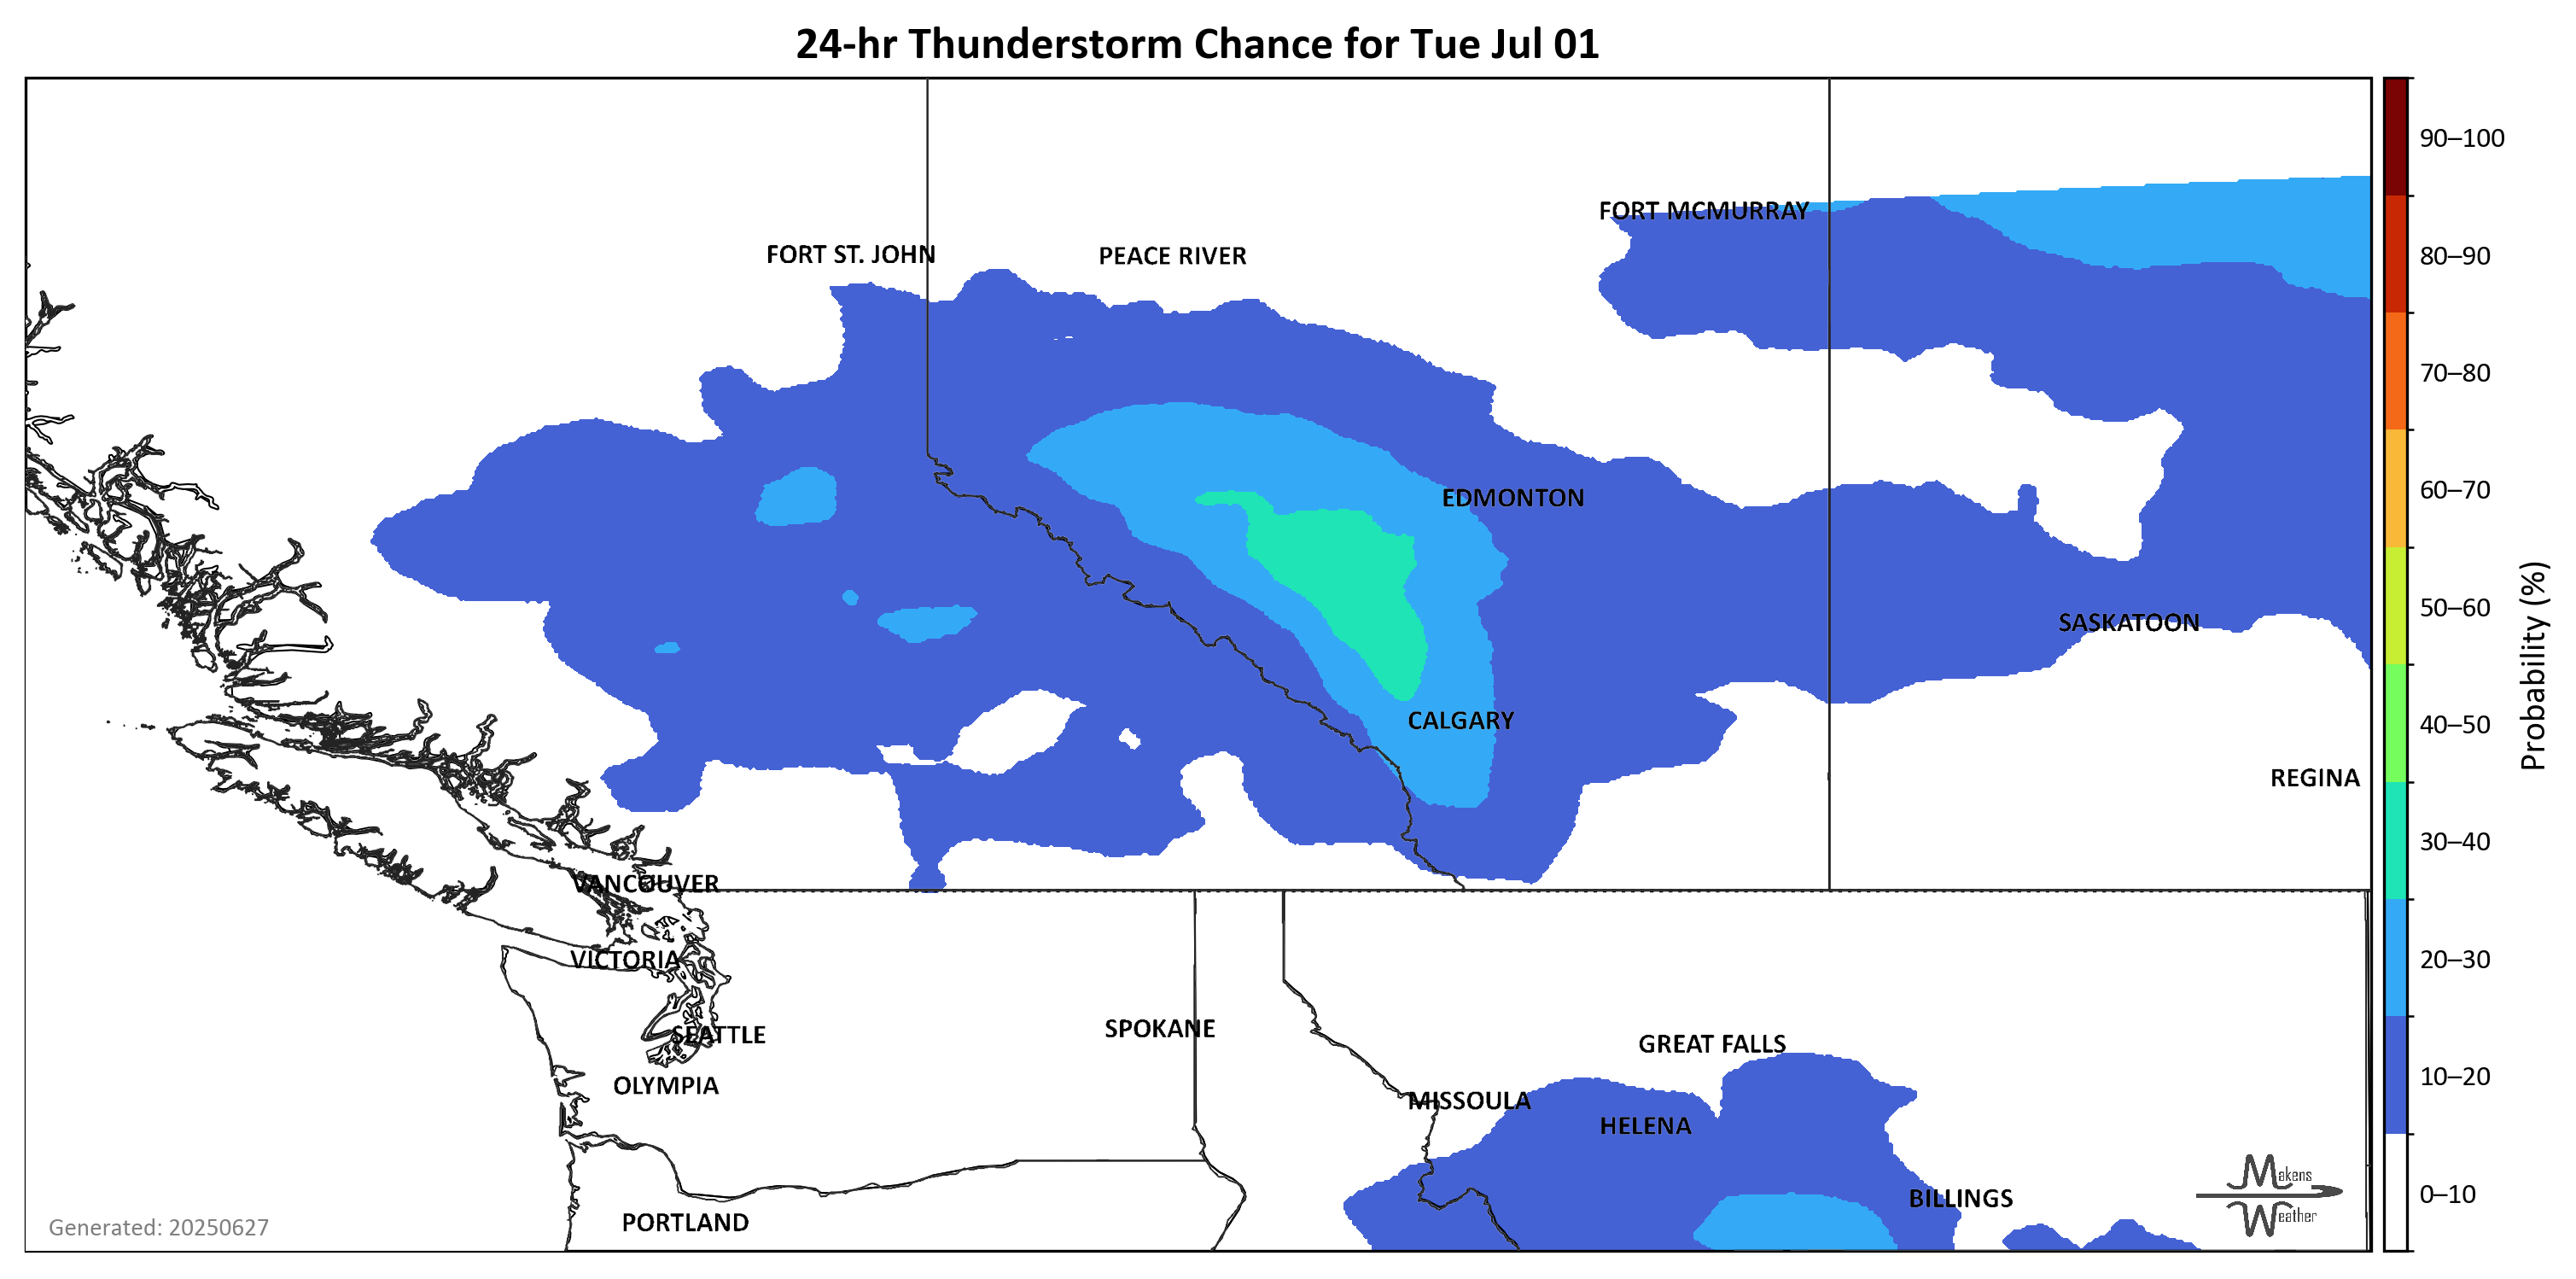 24-hr Thunderstorm Chance for Tue Jul 01
90–100
FORT MCMURRAY
FORT ST. JOHN
PEACE RIVER
80–90
70–80
60–70
EDMONTON
50–60
SASKATOON
Probability (%)
CALGARY
40–50
REGINA
30–40
VANCOUVER
VICTORIA
20–30
SPOKANE
SEATTLE
GREAT FALLS
10–20
OLYMPIA
MISSOULA
HELENA
Makens
Weather
0–10
BILLINGS
PORTLAND
Generated: 20250627